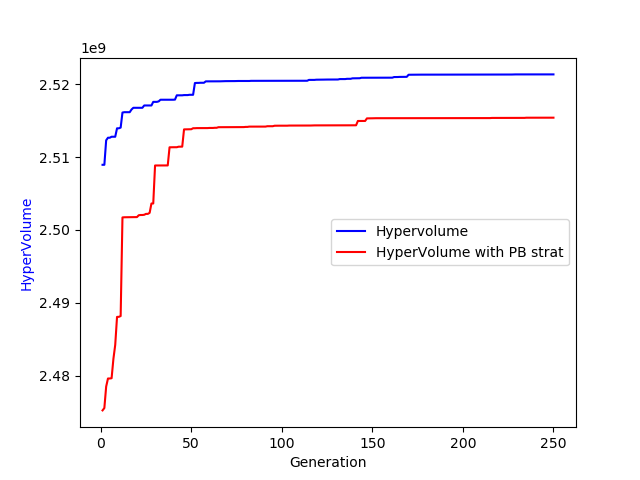 1e9
2.52
2.51
2.50
2.49
2.48
HyperVolume
Hypervolume
HyperVolume with PB strat
0
50
100
150
200
250
Generation